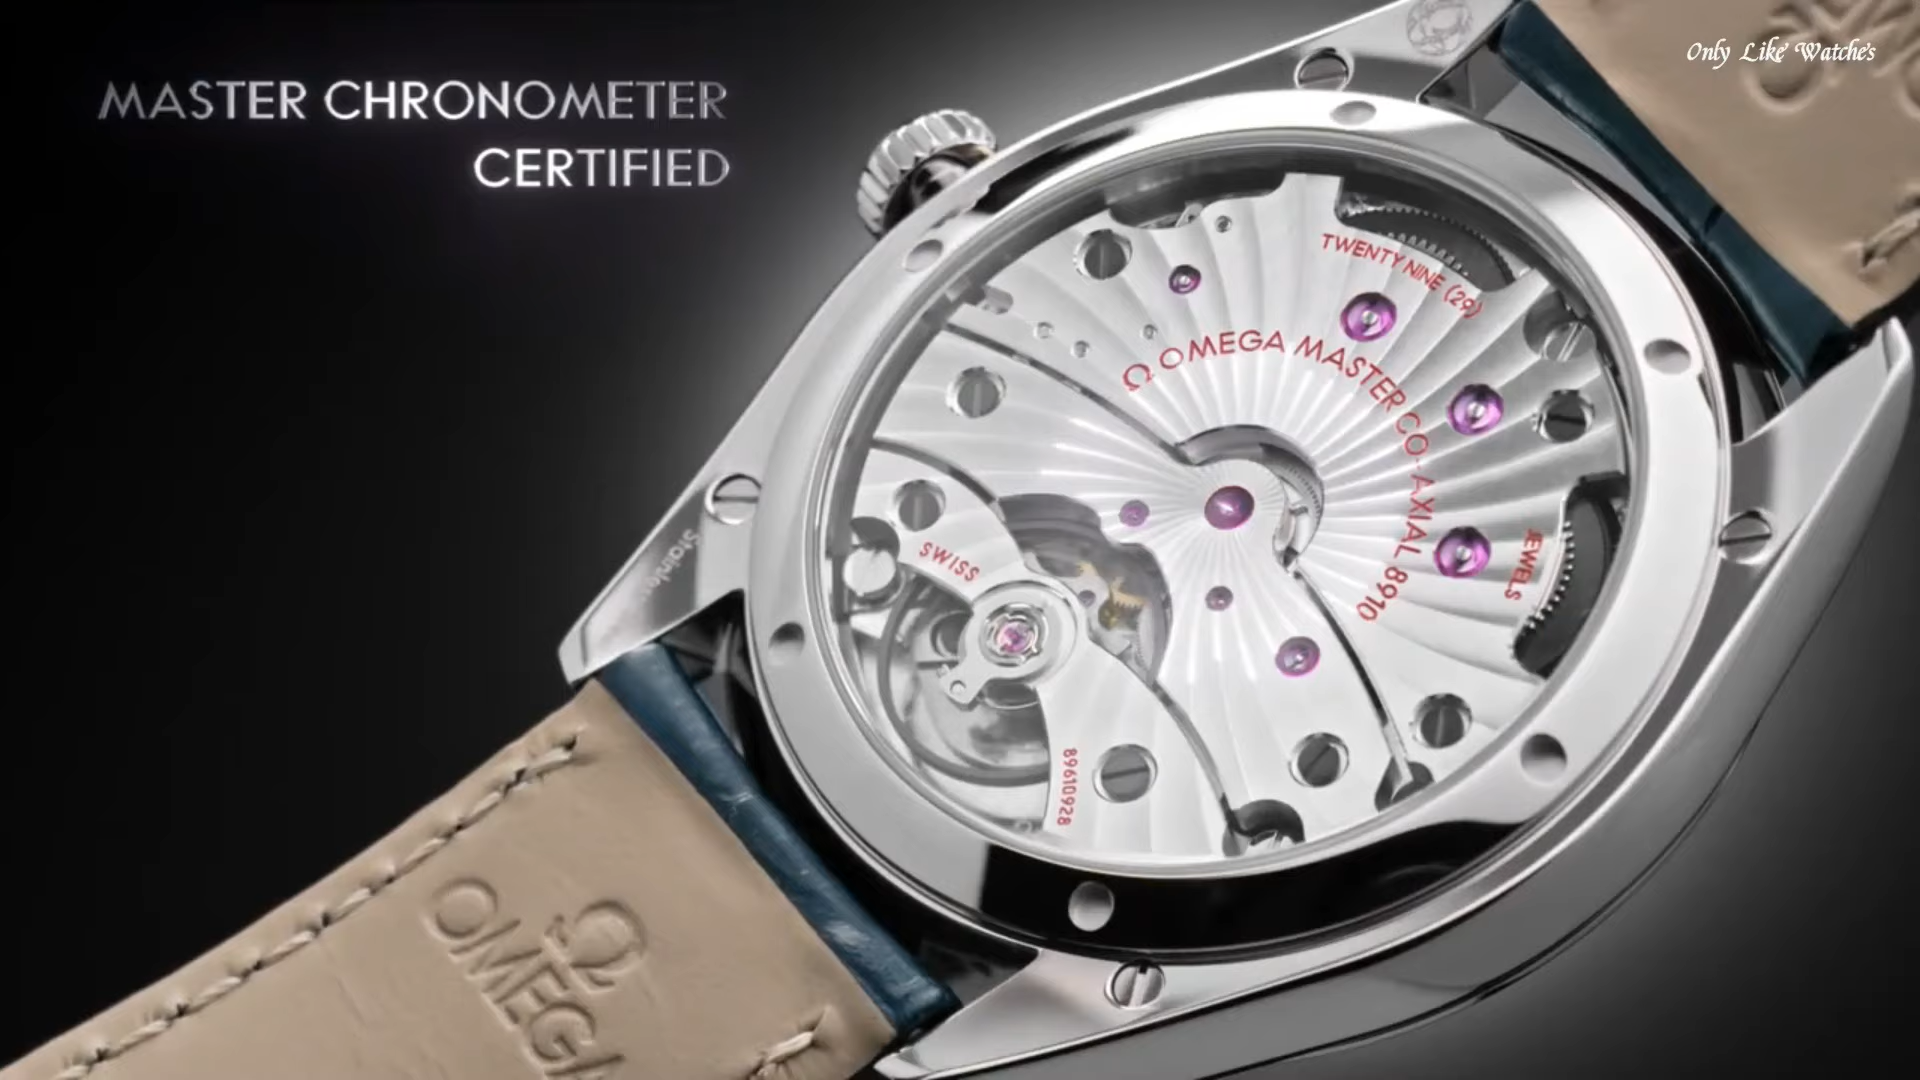 MASTER CHRONOMETER
CERTIFIED
Only Like Watche's
TWENTY NINE (29)
Ω OMEGA MASTER CO-AXIAL 8910
JEWELS
SWISS
89610928
Ω
OMEGA